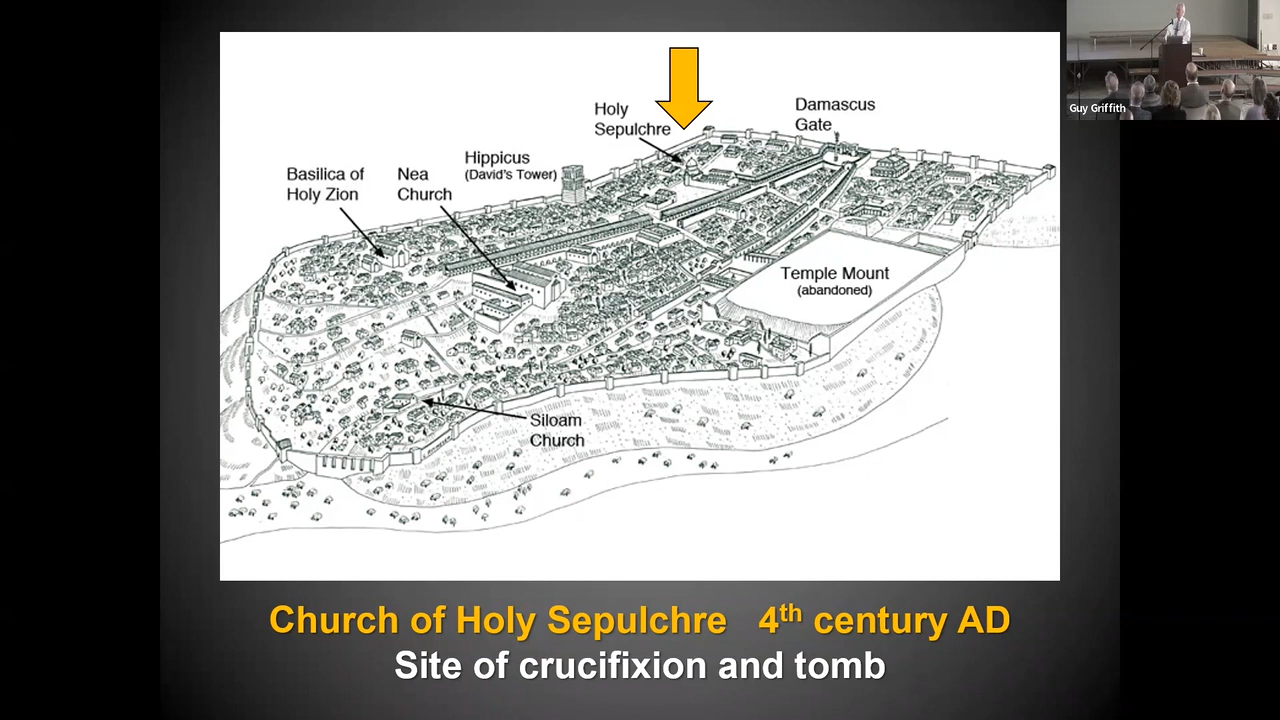 Holy
Sepulchre
Damascus
Gate
Hippicus
(David's Tower)
Basilica of
Holy Zion
Nea
Church
Temple Mount
(abandoned)
Siloam
Church
Church of Holy Sepulchre 4th century AD
Site of crucifixion and tomb
Guy Griffith